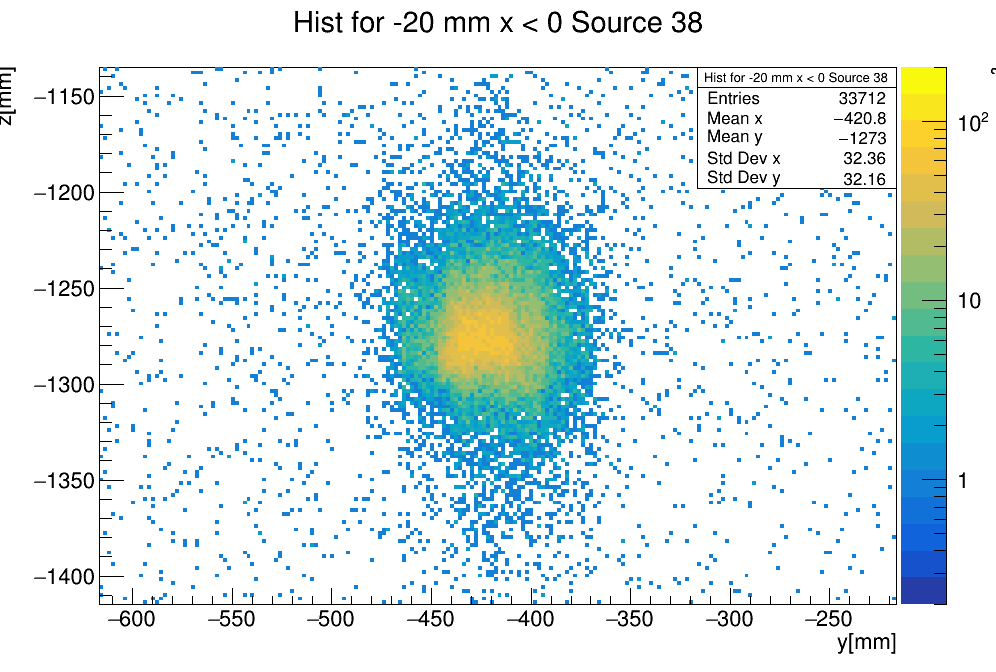 Hist for -20 mm x < 0 Source 38
z[mm]
Hist for -20 mm x < 0 Source 38
Entries 33712
Mean x −420.8
Mean y −1273
Std Dev x 32.36
Std Dev y 32.16
−1150
−1200
−1250
−1300
−1350
−1400
−600 −550 −500 −450 −400 −350 −300 −250
y[mm]
10²
10
1